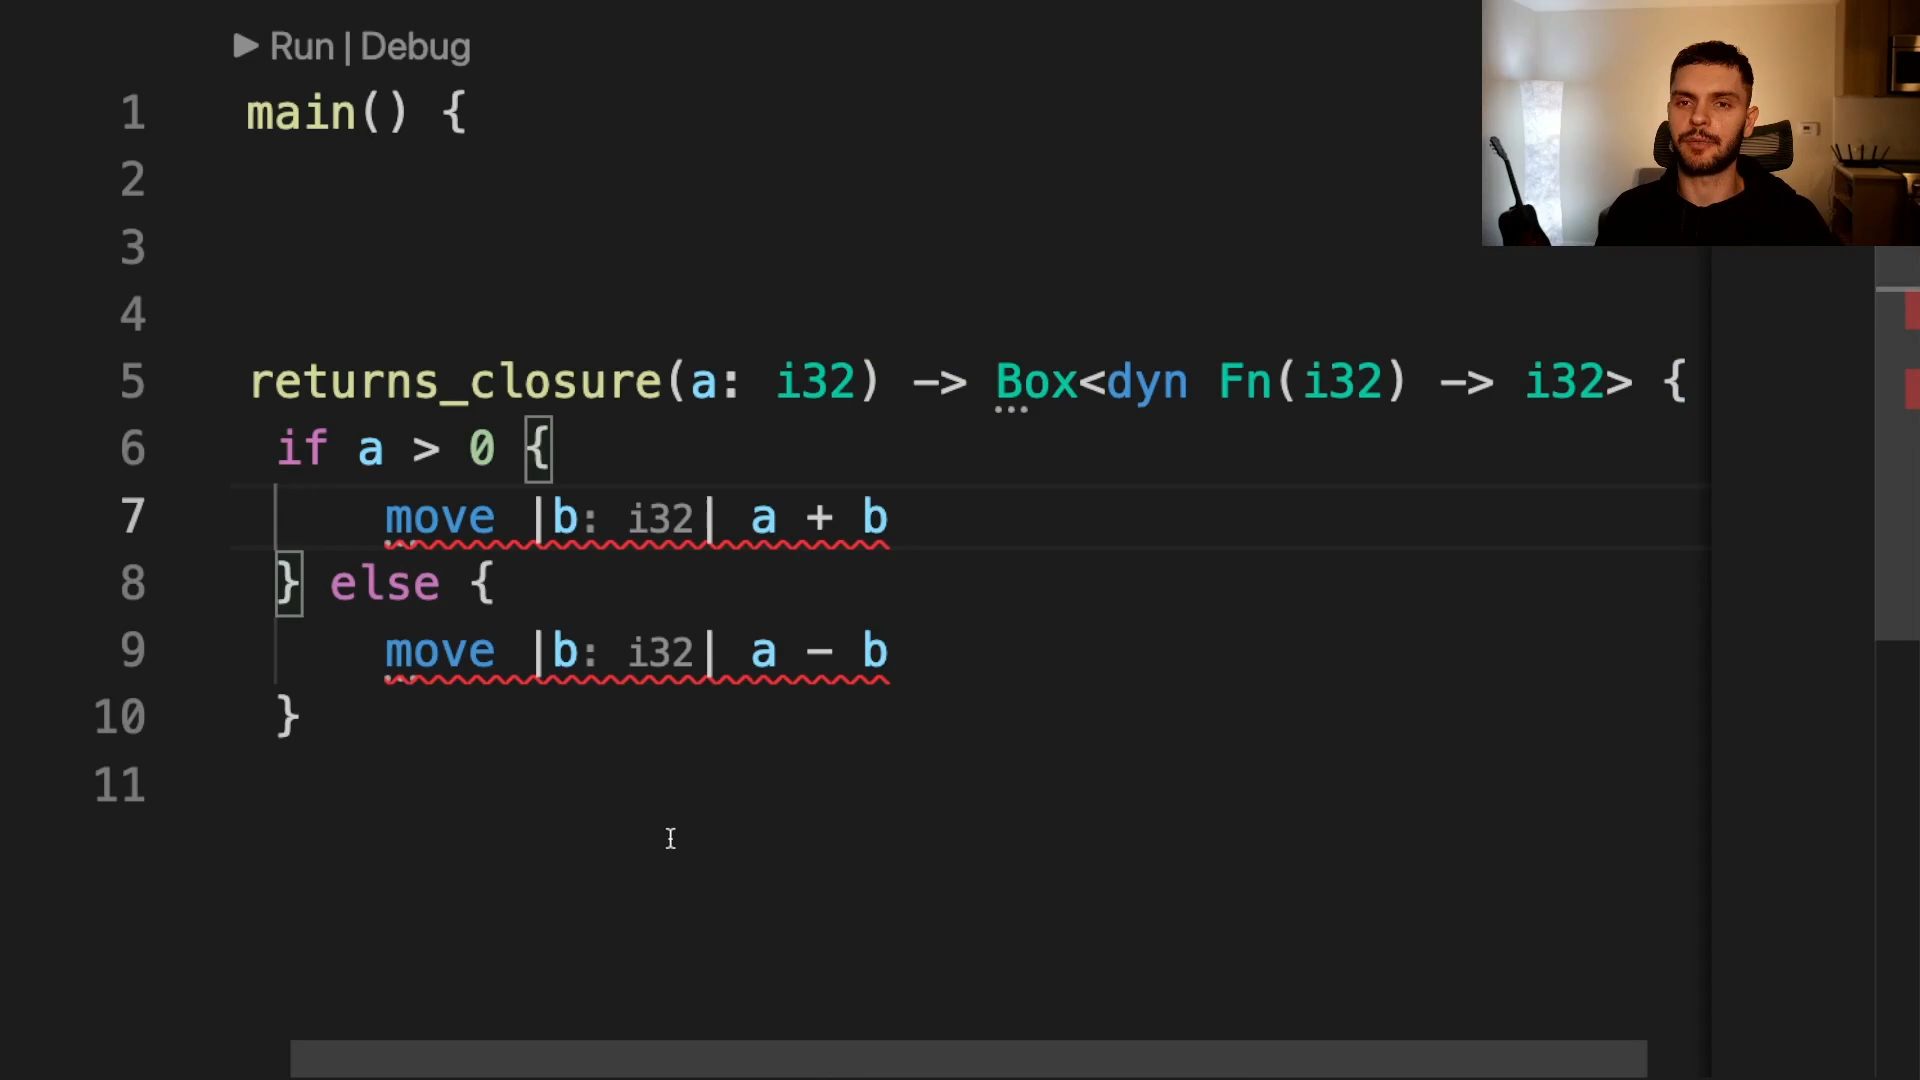 Run | Debug
1 main() {
2
3
4
5 returns_closure(a: i32) -> Box<dyn Fn(i32) -> i32> {
6 if a > 0 {
7 move |b: i32| a + b
8 } else {
9 move |b: i32| a - b
10 }
11